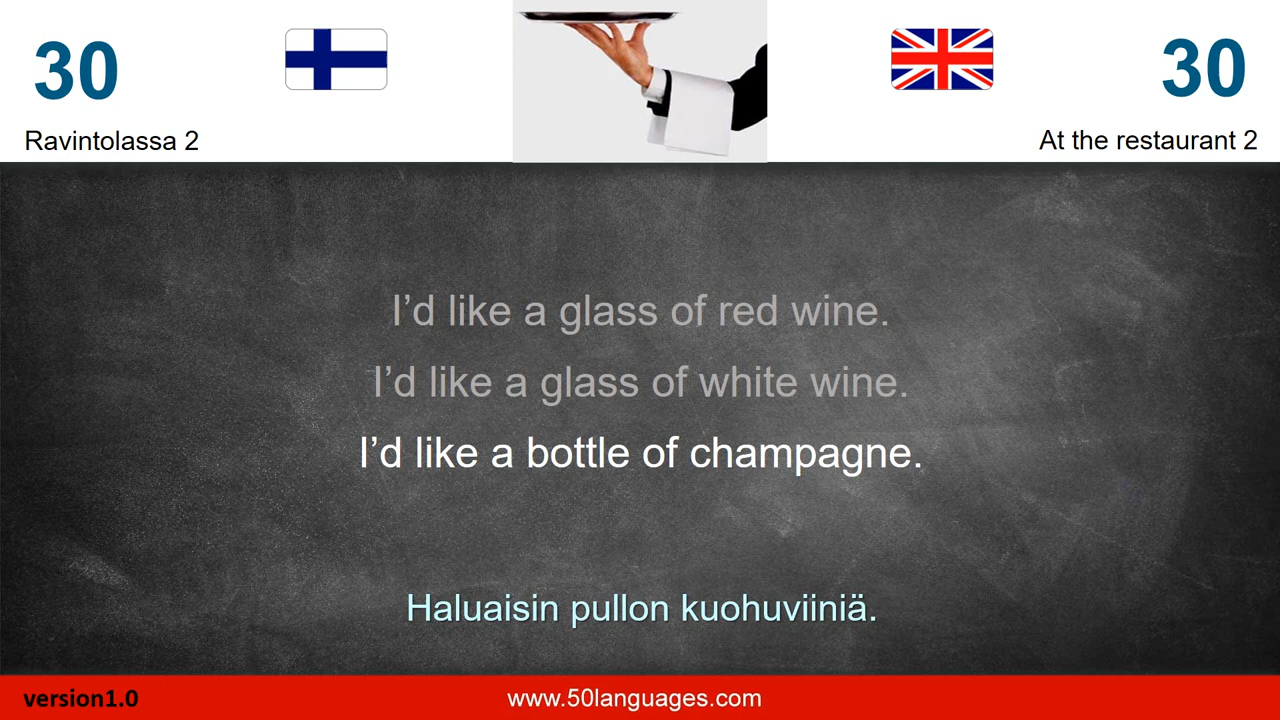 30
30
Ravintolassa 2
At the restaurant 2
I’d like a glass of red wine.
I’d like a glass of white wine.
I’d like a bottle of champagne.
Haluaisin pullon kuohuviiniä.
version1.0
www.50languages.com